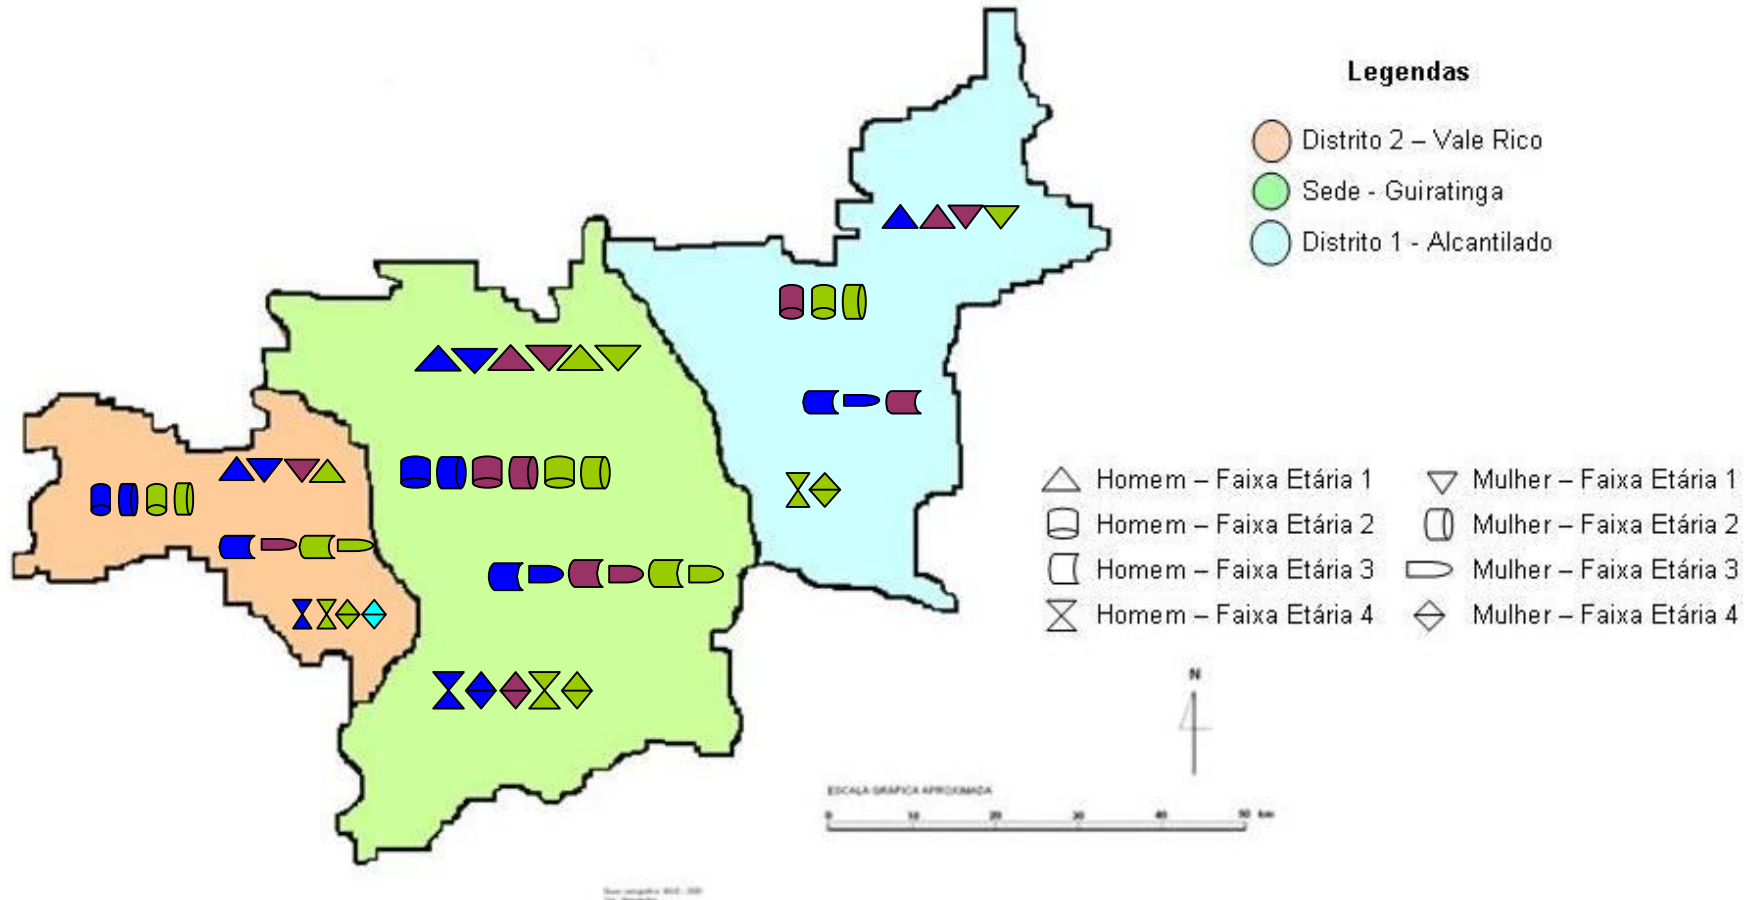 Legendas
Distrito 2 – Vale Rico
Sede - Guiratinga
Distrito 1 - Alcantilado
Homem – Faixa Etária 1
Mulher – Faixa Etária 1
Homem – Faixa Etária 2
Mulher – Faixa Etária 2
Homem – Faixa Etária 3
Mulher – Faixa Etária 3
Homem – Faixa Etária 4
Mulher – Faixa Etária 4
N
ESCALA GRÁFICA APROXIMADA
0 10 20 30 40 50 km